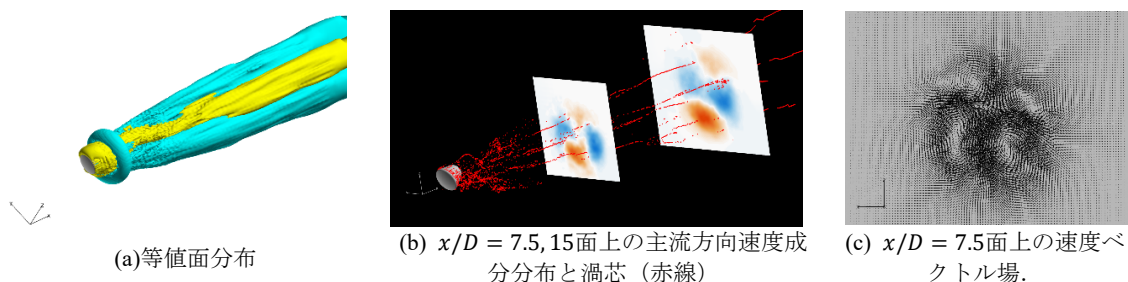 (a)等値面分布
(b) x/D = 7.5, 15面上の主流方向速度成
分分布と渦芯（赤線）
(c) x/D = 7.5面上の速度ベ
クトル場.